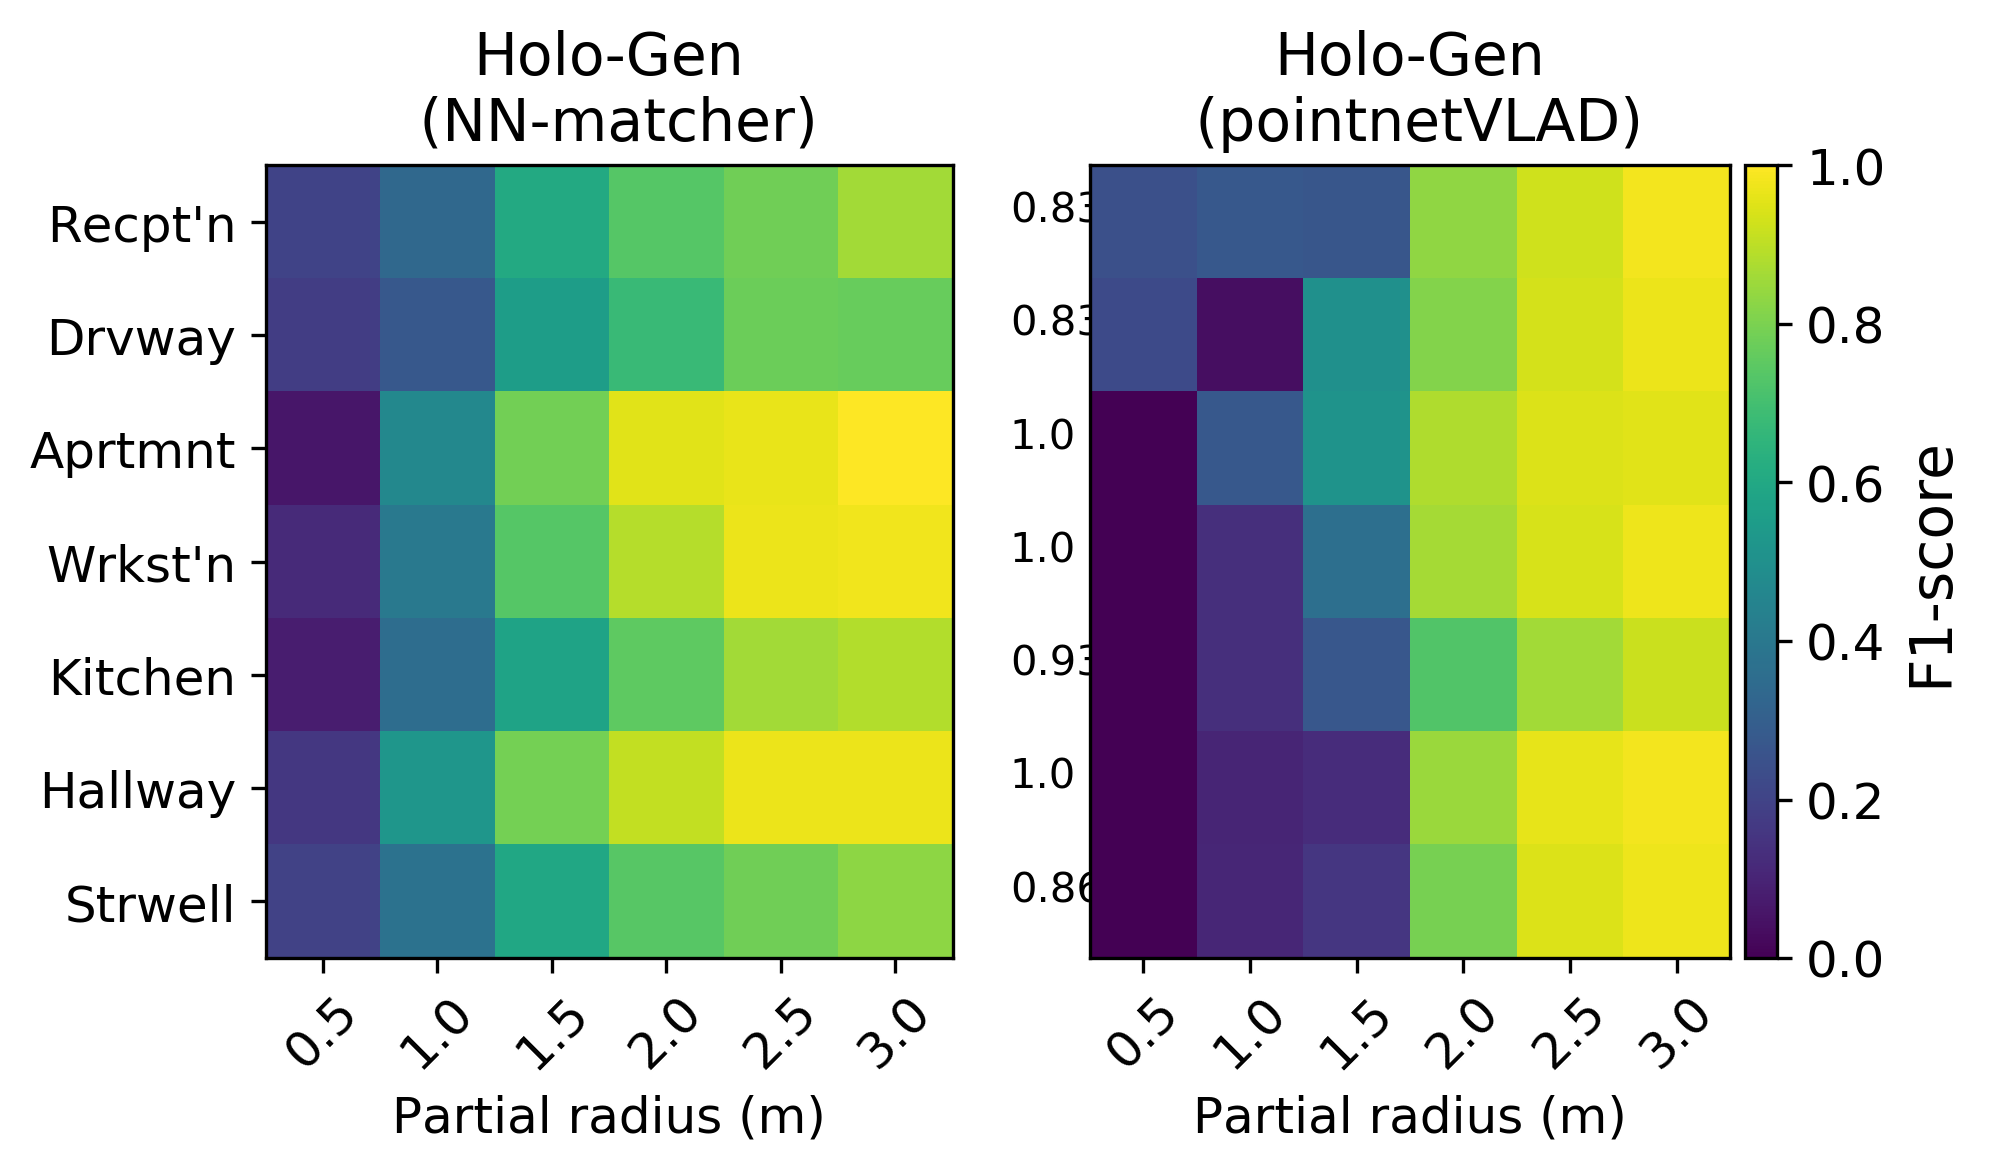 Holo-Gen
(NN-matcher)
Holo-Gen
(pointnetVLAD)
Recpt'n
Drvway
Aprtmnt
Wrkst'n
Kitchen
Hallway
Strwell
0.5
1.0
1.5
2.0
2.5
3.0
Partial radius (m)
0.83
0.83
1.0
1.0
0.93
1.0
0.86
0.5
1.0
1.5
2.0
2.5
3.0
Partial radius (m)
1.0
0.8
0.6
0.4
0.2
0.0
F1-score